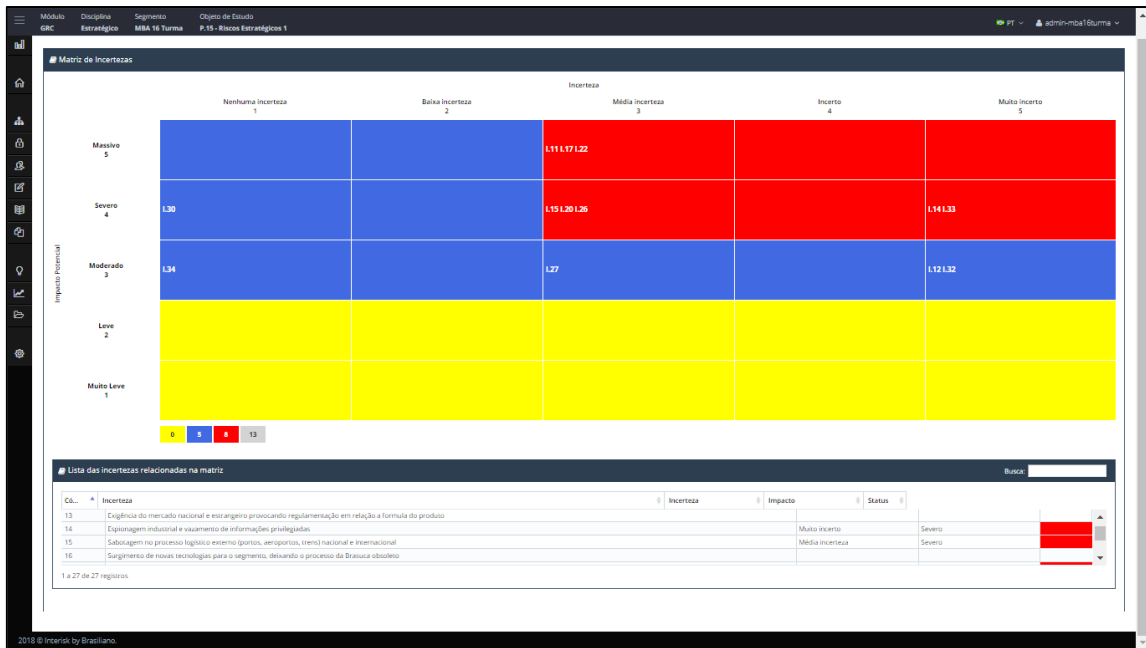 Módulo Disciplina Segmento Objeto de Estudo
GRC Estratégico MBA 16 Turma P.15 - Riscos Estratégicos 1
PT admin-mba16turma
Matriz de Incertezas
Incerteza
Nenhuma incerteza Baixa incerteza Média incerteza Incerto Muito incerto
1 2 3 4 5
Impacto Potencial
Massivo
5
I.11 I.17 I.22
Severo
4
I.30 I.15 I.20 I.26 I.14 I.33
Moderado
3
I.34 I.27 I.12 I.32
Leve
2
Muito Leve
1
0 5 8 13
Lista das incertezas relacionadas na matriz Busca:
Có... Incerteza Incerteza Impacto Status
13 Exigência do mercado nacional e estrangeiro provocando regulamentação em relação a formula do produto
14 Espionagem industrial e vazamento de informações privilegiadas Muito incerto Severo
15 Sabotagem no processo logístico externo (portos, aeroportos, trens) nacional e internacional Média incerteza Severo
16 Surgimento de novas tecnologias para o segmento, deixando o processo da Brasuca obsoleto
1 a 27 de 27 registros
2018 © Interisk by Brasiliano.